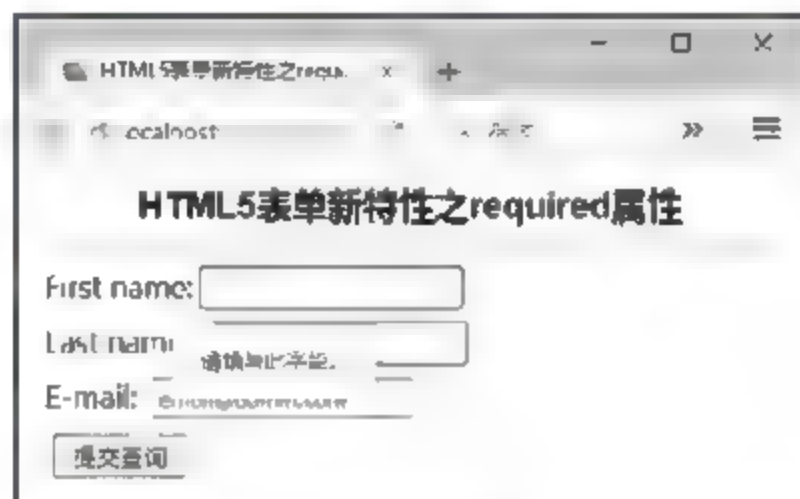 HTML5表单新特性之requi
localhost
HTML5表单新特性之required属性
First name:
Last name
请填写此字段。
E-mail:
提交查询